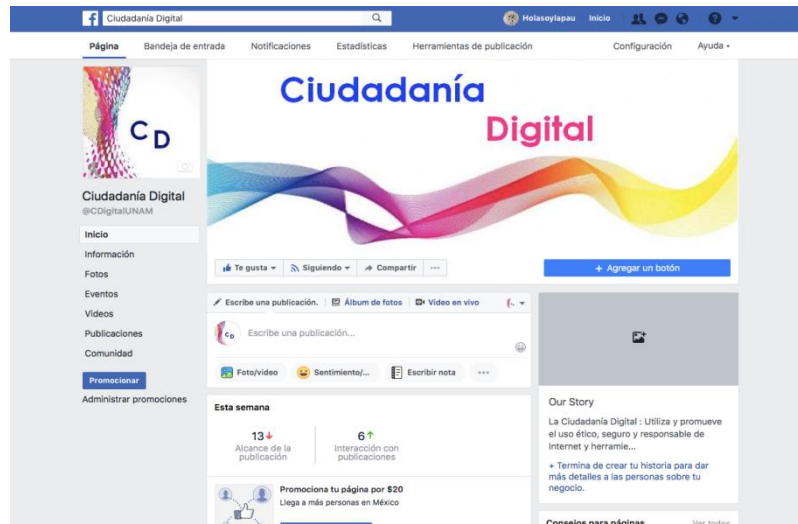 Ciudadanía Digital
Holasoylapau Inicio
Página Bandeja de entrada Notificaciones Estadísticas Herramientas de publicación Configuración Ayuda
C D
Ciudadanía
Digital
Ciudadanía Digital
@CDigitalUNAM
Inicio
Información
Fotos
Eventos
Videos
Publicaciones
Comunidad
Promocionar
Administrar promociones
Te gusta Siguiendo Compartir ...
+ Agregar un botón
Escribe una publicación. Álbum de fotos Video en vivo
CD Escribe una publicación...
Foto/video Sentimiento/... Escribir nota ...
Esta semana
13 6
Alcance de la publicación
Interacción con publicaciones
Promociona tu página por $20
Llega a más personas en México
Our Story
La Ciudadanía Digital : Utiliza y promueve
el uso ético, seguro y responsable de
Internet y herramie...
+ Termina de crear tu historia para dar
más detalles a las personas sobre tu
negocio.
Consejos para páginas Ver todos